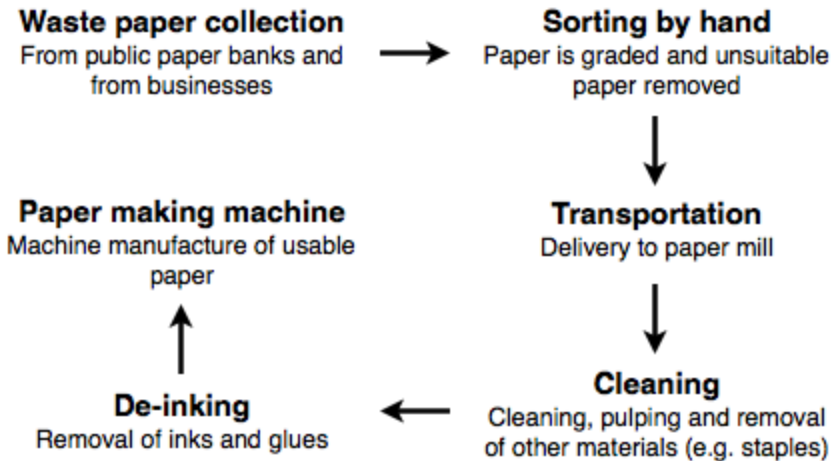 Waste paper collection
From public paper banks and
from businesses
Sorting by hand
Paper is graded and unsuitable
paper removed
Transportation
Delivery to paper mill
Cleaning
Cleaning, pulping and removal
of other materials (e.g. staples)
De-inking
Removal of inks and glues
Paper making machine
Machine manufacture of usable
paper